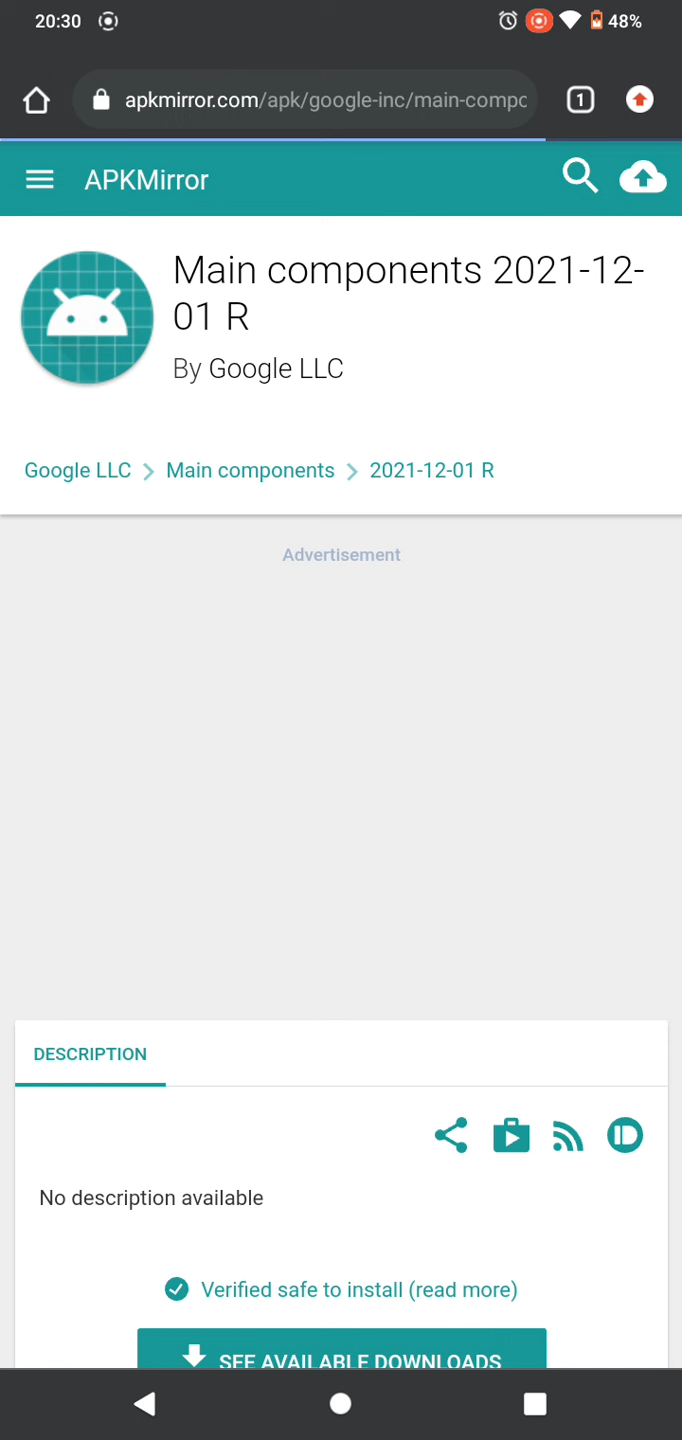 20:30
48%
apkmirror.com/apk/google-inc/main-compo
1
APKMirror
Main components 2021-12-
01 R
By Google LLC
Google LLC
Main components
2021-12-01 R
Advertisement
DESCRIPTION
No description available
Verified safe to install (read more)
SEE AVAILABLE DOWNLOADS